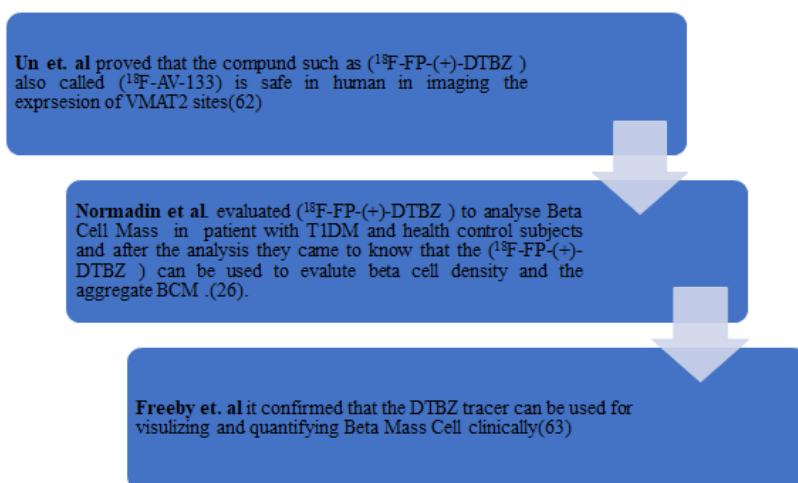 Un et. al proved that the compund such as (¹⁸F-FP-(+)-DTBZ )
also called (¹⁸F-AV-133) is safe in human in imaging the
exprsesion of VMAT2 sites(62)
Normadin et al. evaluated (¹⁸F-FP-(+)-DTBZ ) to analyse Beta
Cell Mass in patient with T1DM and health control subjects
and after the analysis they came to know that the (¹⁸F-FP-(+)-
DTBZ ) can be used to evalute beta cell density and the
aggregate BCM .(26).
Freeby et. al it confirmed that the DTBZ tracer can be used for
visulizing and quantifying Beta Mass Cell clinically(63)